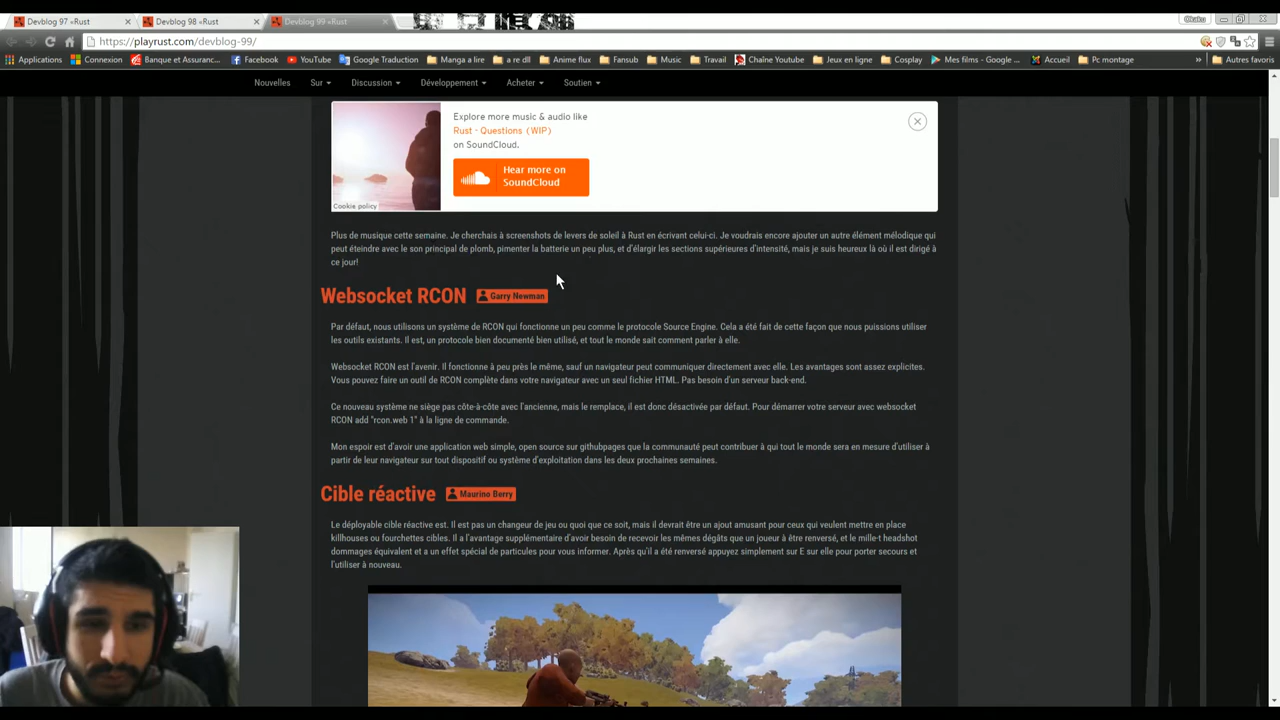 Devblog 97 «Rust
Devblog 98 «Rust
Devblog 99 «Rust
Otaku
https://playrust.com/devblog-99/
Applications
Connexion
Banque et Assuranc...
Facebook
YouTube
Google Traduction
Manga a lire
a re dl
Anime flux
Fansub
Music
Travail
Chaîne Youtube
Jeux en ligne
Cosplay
Mes films - Google ...
Accueil
Pc montage
»
Autres favoris
Nouvelles
Sur
Discussion
Développement
Acheter
Soutien
Explore more music & audio like
Rust - Questions (WIP)
on SoundCloud.
Hear more on
SoundCloud
Cookie policy
Plus de musique cette semaine. Je cherchais à screenshots de levers de soleil à Rust en écrivant celui-ci. Je voudrais encore ajouter un autre élément mélodique qui
peut éteindre avec le son principal de plomb, pimenter la batterie un peu plus, et d'élargir les sections supérieures d'intensité, mais je suis heureux là où il est dirigé à
ce jour!
Websocket RCON
Garry Newman
Par défaut, nous utilisons un système de RCON qui fonctionne un peu comme le protocole Source Engine. Cela a été fait de cette façon que nous puissions utiliser
les outils existants. Il est, un protocole bien documenté bien utilisé, et tout le monde sait comment parler à elle.
Websocket RCON est l'avenir. Il fonctionne à peu près le même, sauf un navigateur peut communiquer directement avec elle. Les avantages sont assez explicites.
Vous pouvez faire un outil de RCON complète dans votre navigateur avec un seul fichier HTML. Pas besoin d'un serveur back-end.
Ce nouveau système ne siège pas côte-à-côte avec l'ancienne, mais le remplace, il est donc désactivée par défaut. Pour démarrer votre serveur avec websocket
RCON add "rcon.web 1" à la ligne de commande.
Mon espoir est d'avoir une application web simple, open source sur githubpages que la communauté peut contribuer à qui tout le monde sera en mesure d'utiliser à
partir de leur navigateur sur tout dispositif ou système d'exploitation dans les deux prochaines semaines.
Cible réactive
Maurino Berry
Le déployable cible réactive est. Il est pas un changeur de jeu ou quoi que ce soit, mais il devrait être un ajout amusant pour ceux qui veulent mettre en place
killhouses ou fourchettes cibles. Il a l'avantage supplémentaire d'avoir besoin de recevoir les mêmes dégâts que un joueur à être renversé, et le mille-t headshot
dommages équivalent et a un effet spécial de particules pour vous informer. Après qu'il a été renversé appuyez simplement sur E sur elle pour porter secours et
l'utiliser à nouveau.